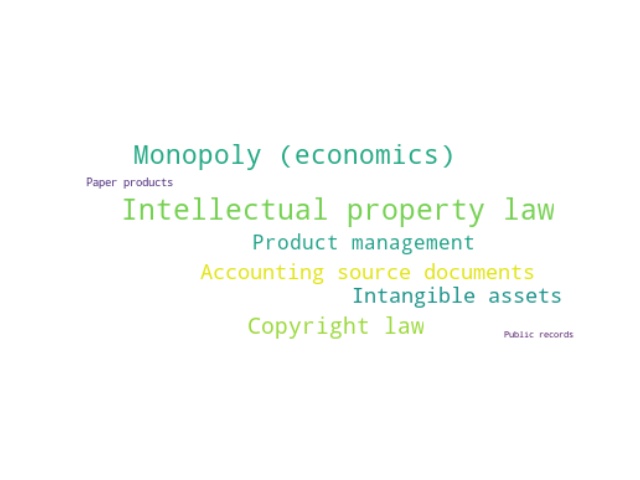 Monopoly (economics)
Paper products
Intellectual property law
Product management
Accounting source documents
Intangible assets
Copyright law
Public records